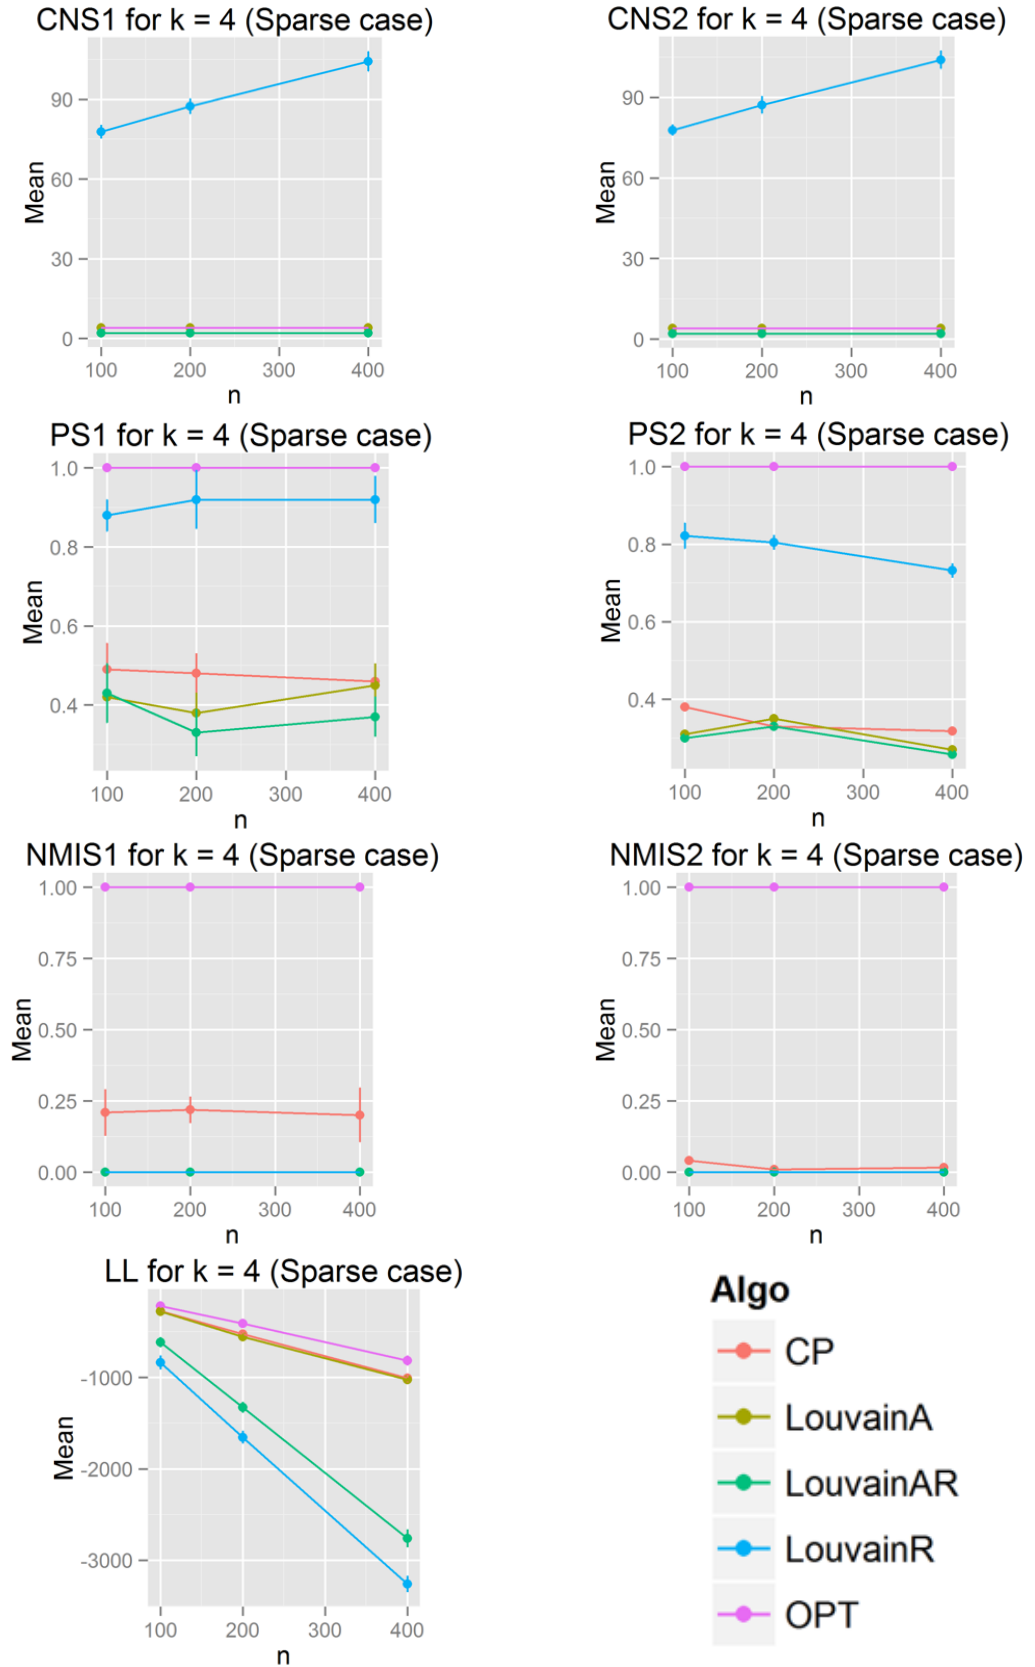 CNS1 for k = 4 (Sparse case)
Mean
90
60
30
0
100 200 300 400
n
CNS2 for k = 4 (Sparse case)
Mean
90
60
30
0
100 200 300 400
n
PS1 for k = 4 (Sparse case)
Mean
1.0
0.8
0.6
0.4
100 200 300 400
n
PS2 for k = 4 (Sparse case)
Mean
1.0
0.8
0.6
0.4
100 200 300 400
n
NMIS1 for k = 4 (Sparse case)
Mean
1.00
0.75
0.50
0.25
0.00
100 200 300 400
n
NMIS2 for k = 4 (Sparse case)
Mean
1.00
0.75
0.50
0.25
0.00
100 200 300 400
n
LL for k = 4 (Sparse case)
Mean
-1000
-2000
-3000
100 200 300 400
n
Algo
CP
LouvainA
LouvainAR
LouvainR
OPT